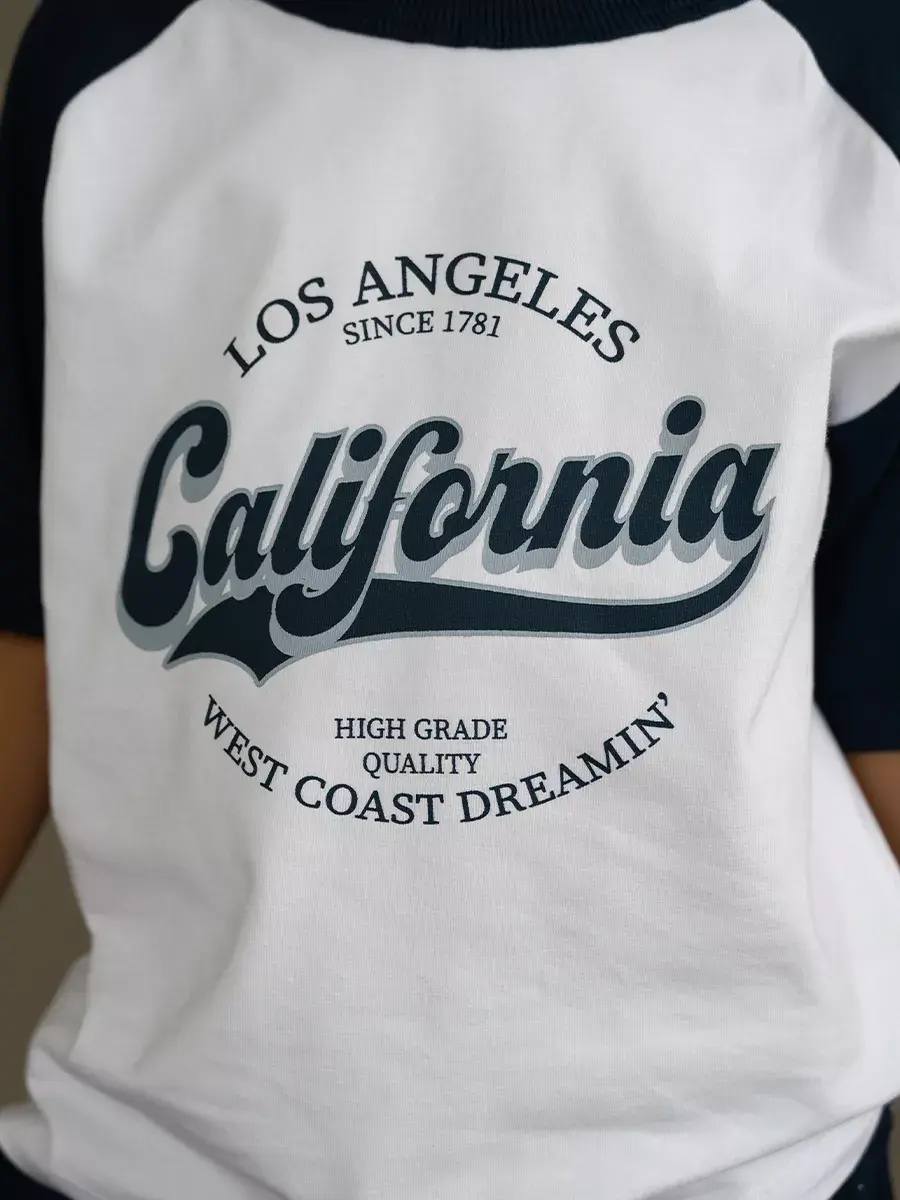 LOS ANGELES
SINCE 1781
California
HIGH GRADE
QUALITY
WEST COAST DREAMIN’